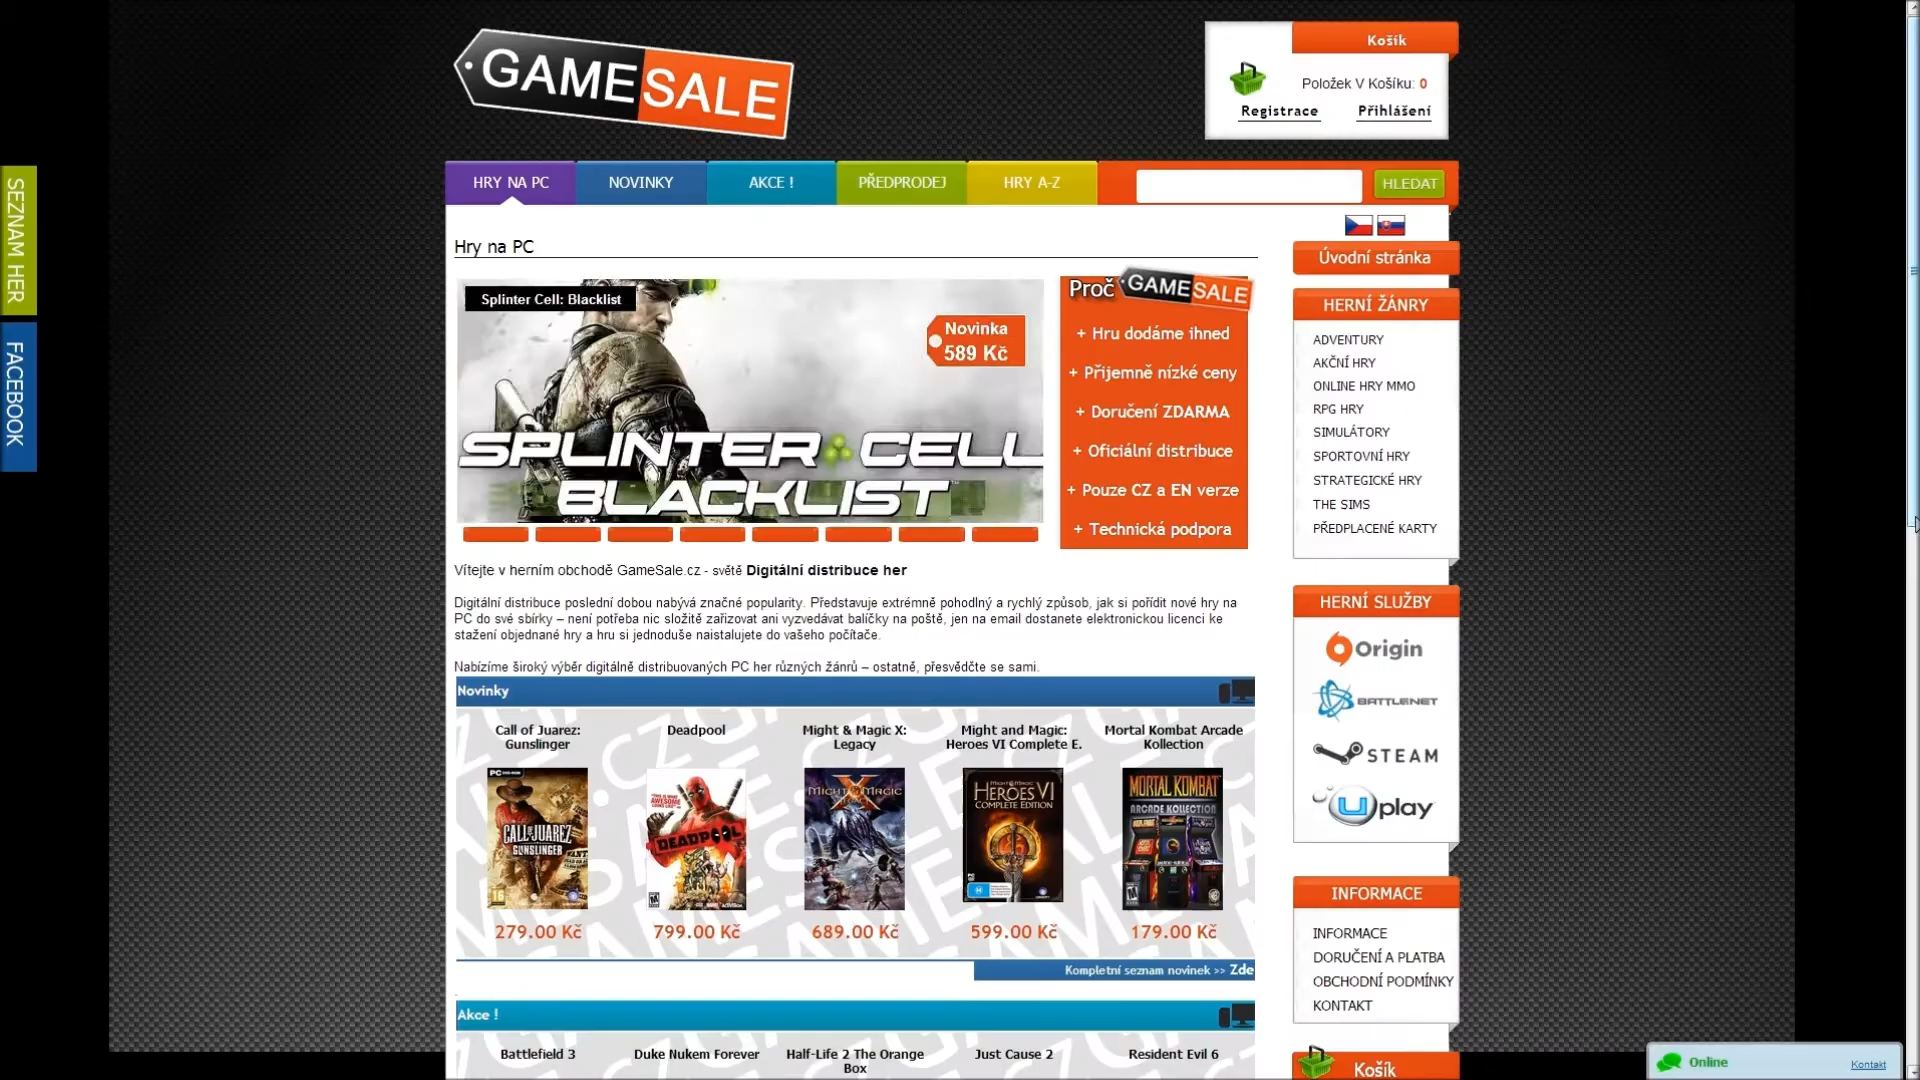 GAMESALE
Košík
Položek V Košíku: 0
Registrace
Přihlášení
HRY NA PC
NOVINKY
AKCE !
PŘEDPRODEJ
HRY A-Z
HLEDAT
SEZNAM HER
FACEBOOK
Hry na PC
Splinter Cell: Blacklist
Novinka
589 Kč
SPLINTER CELL
BLACKLIST
Proč GAMESALE
+ Hru dodáme ihned
+ Přijemně nízké ceny
+ Doručení ZDARMA
+ Oficiální distribuce
+ Pouze CZ a EN verze
+ Technická podpora
Vítejte v herním obchodě GameSale.cz - světě Digitální distribuce her
Digitální distribuce poslední dobou nabývá značné popularity. Představuje extrémně pohodlný a rychlý způsob, jak si pořídit nové hry na
PC do své sbírky – není potřeba nic složitě zařizovat ani vyzvedávat balíčky na poště, jen na email dostanete elektronickou licenci ke
stažení objednané hry a hru si jednoduše naistalujete do vašeho počítače.
Nabízíme široký výběr digitálně distribuovaných PC her různých žánrů – ostatně, přesvědčte se sami.
Novinky
Call of Juarez:
Gunslinger
Deadpool
Might & Magic X:
Legacy
Might and Magic:
Heroes VI Complete E.
Mortal Kombat Arcade
Kollection
CALL OF JUAREZ
GUNSLINGER
DEADPOOL
MIGHT & MAGIC
X
HEROES VI
COMPLETE EDITION
MORTAL KOMBAT
ARCADE KOLLECTION
279.00 Kč
799.00 Kč
689.00 Kč
599.00 Kč
179.00 Kč
Kompletní seznam novinek >> Zde
Akce !
Battlefield 3
Duke Nukem Forever
Half-Life 2 The Orange
Box
Just Cause 2
Resident Evil 6
Úvodní stránka
HERNÍ ŽÁNRY
ADVENTURY
AKČNÍ HRY
ONLINE HRY MMO
RPG HRY
SIMULÁTORY
SPORTOVNÍ HRY
STRATEGICKÉ HRY
THE SIMS
PŘEDPLACENÉ KARTY
HERNÍ SLUŽBY
Origin
BATTLENET
STEAM
Uplay
INFORMACE
INFORMACE
DORUČENÍ A PLATBA
OBCHODNÍ PODMÍNKY
KONTAKT
Košík
Online
Kontakt